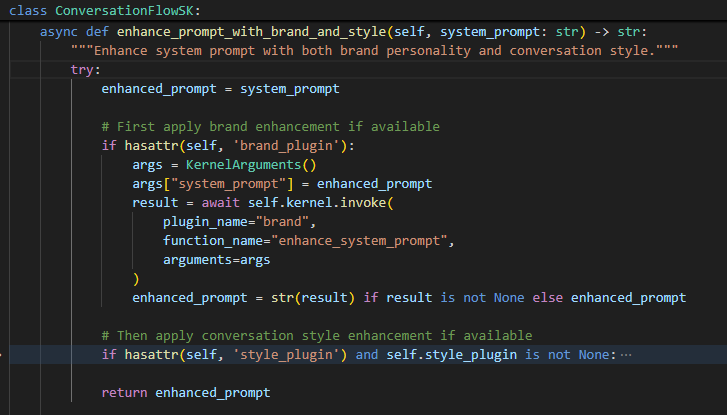 class ConversationFlowSK:
    async def enhance_prompt_with_brand_and_style(self, system_prompt: str) -> str:
        """Enhance system prompt with both brand personality and conversation style."""
        try:
            enhanced_prompt = system_prompt

            # First apply brand enhancement if available
            if hasattr(self, 'brand_plugin'):
                args = KernelArguments()
                args["system_prompt"] = enhanced_prompt
                result = await self.kernel.invoke(
                    plugin_name="brand",
                    function_name="enhance_system_prompt",
                    arguments=args
                )
                enhanced_prompt = str(result) if result is not None else enhanced_prompt

            # Then apply conversation style enhancement if available
            if hasattr(self, 'style_plugin') and self.style_plugin is not None: ⋯

            return enhanced_prompt